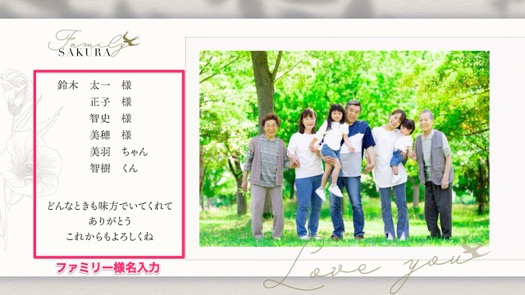 Family
SAKURA
鈴木 太一 様
正子 様
智史 様
美穂 様
美羽 ちゃん
智樹 くん
どんなときも味方でいてくれて
ありがとう
これからもよろしくね
ファミリー様名入力
Love you